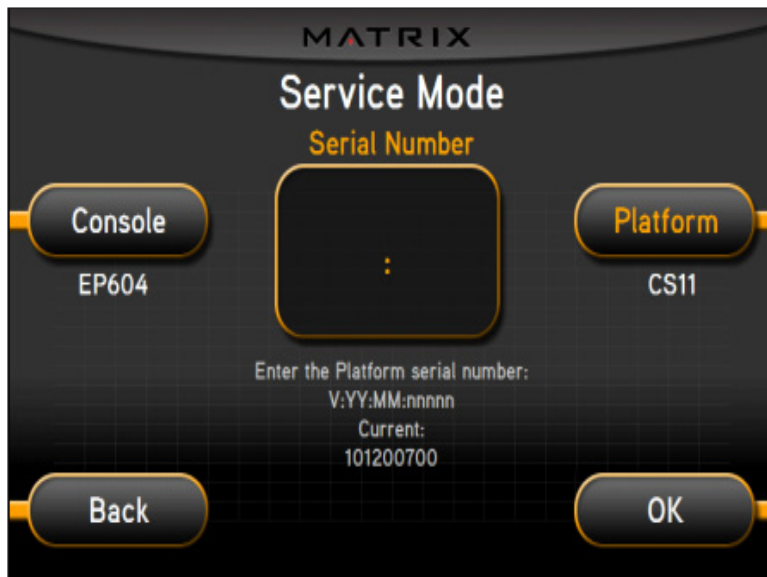 MATRIX
Service Mode
Serial Number
Console
:
Platform
EP604
CS11
Enter the Platform serial number:
V:YY:MM:nnnnn
Current:
101200700
Back
OK